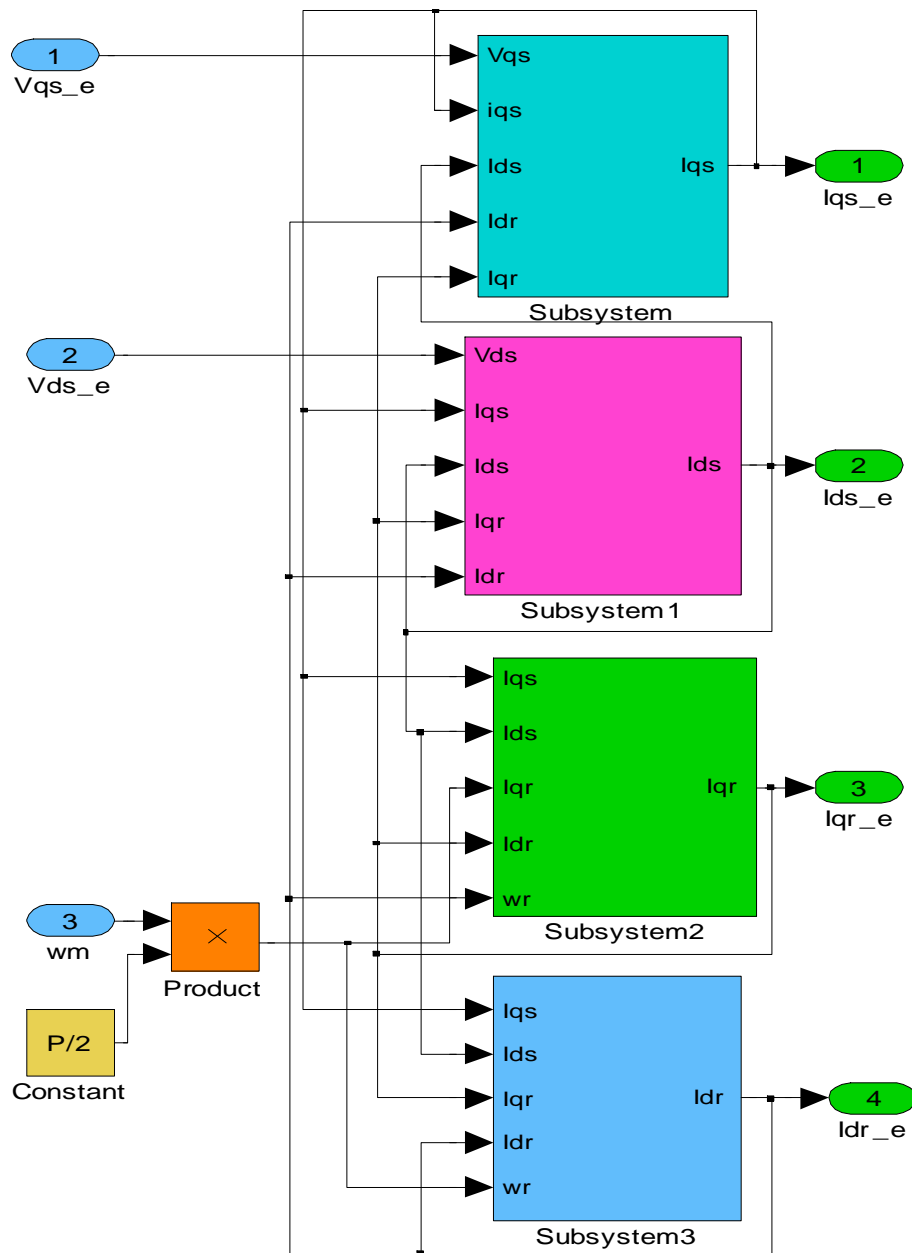 1
Vqs_e
Vqs
iqs
Ids
Idr
Iqr
Iqs
Subsystem
1
Iqs_e
2
Vds_e
Vds
Iqs
Ids
Iqr
Idr
Ids
Subsystem1
2
Ids_e
Iqs
Ids
Iqr
Idr
wr
Iqr
Subsystem2
3
Iqr_e
3
wm
Product
P/2
Constant
Iqs
Ids
Iqr
Idr
wr
Idr
Subsystem3
4
Idr_e